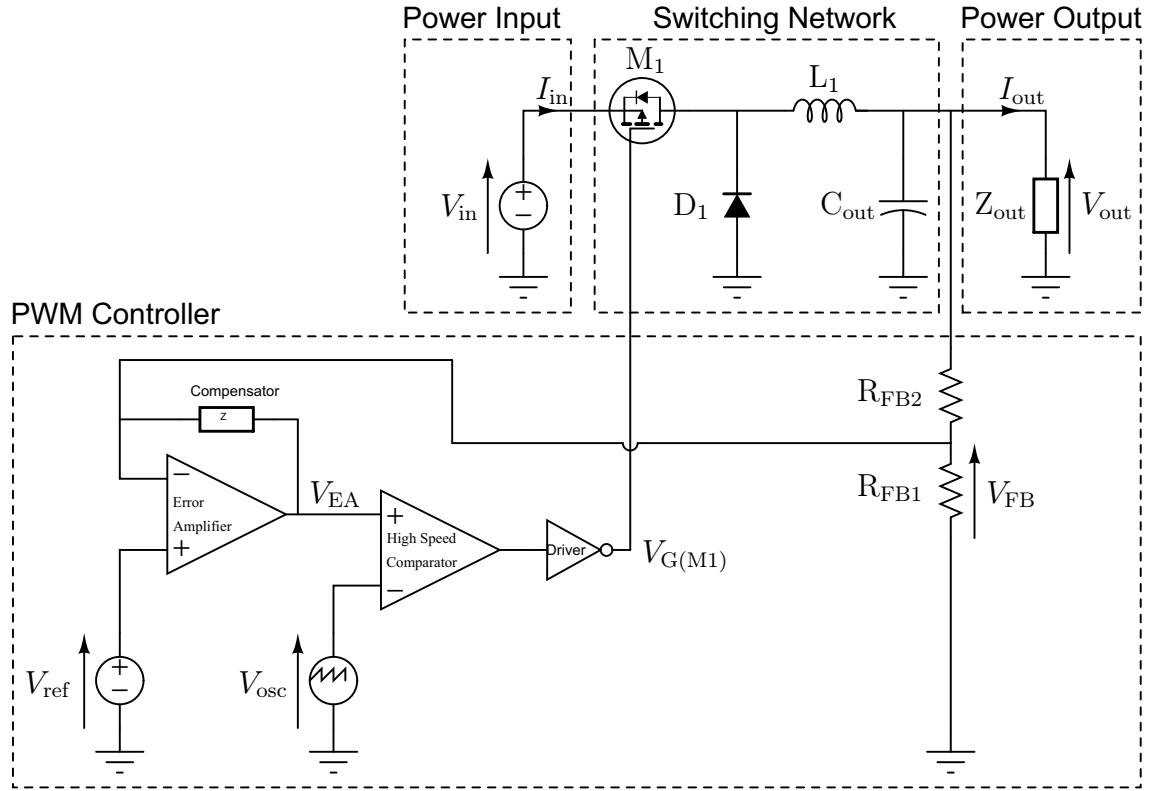 Power Input
Switching Network
Power Output
M1
L1
Iin
Iout
+
−
Vin
D1
Cout
Zout
Vout
PWM Controller
Compensator
Z
RFB2
−
Error
Amplifier
+
VEA
+
High Speed
Comparator
−
Driver
VG(M1)
RFB1
VFB
+
−
Vref
Vosc